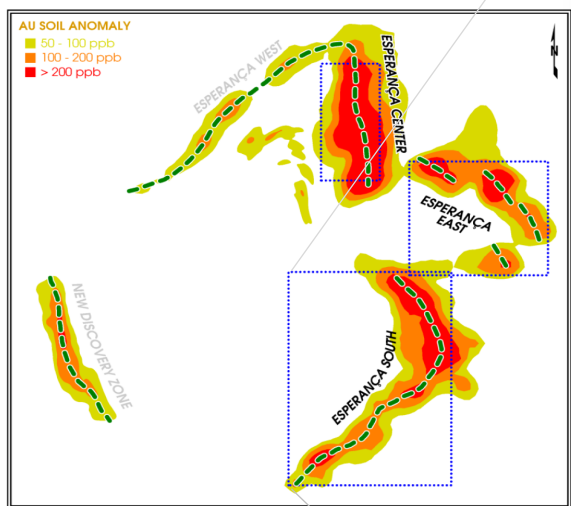 AU SOIL ANOMALY
50 - 100 ppb
100 - 200 ppb
> 200 ppb
N
ESPERANÇA WEST
ESPERANÇA CENTER
ESPERANÇA
EAST
ESPERANÇA SOUTH
NEW DISCOVERY ZONE